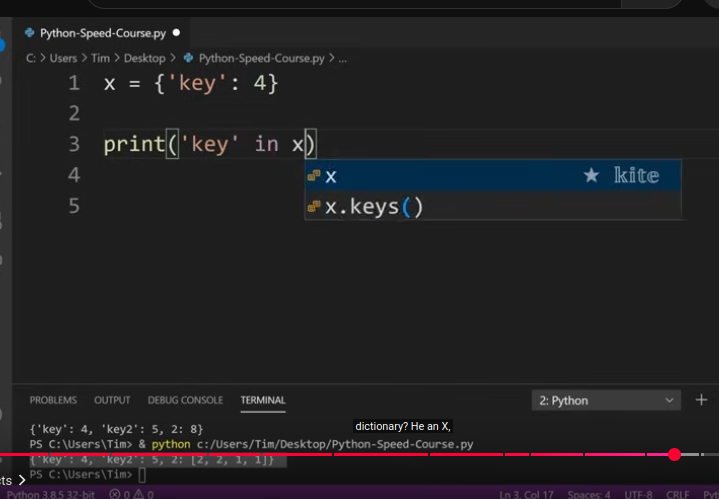 Python-Speed-Course.py
C: > Users > Tim > Desktop > Python-Speed-Course.py > ...
1 x = {'key': 4}
2
3 print('key' in x)
4 x ★ kite
5 x.keys()
PROBLEMS OUTPUT DEBUG CONSOLE TERMINAL 2: Python
{'key': 4, 'key2': 5, 2: 8}
dictionary? He an X,
PS C:\Users\Tim> & python c:/Users/Tim/Desktop/Python-Speed-Course.py
{'key': 4, 'key2': 5, 2: [2, 2, 1, 1]}
PS C:\Users\Tim>
Python 3.8.5 32-bit 0 0 Ln 3, Col 17 Spaces: 4 UTF-8 CRLF